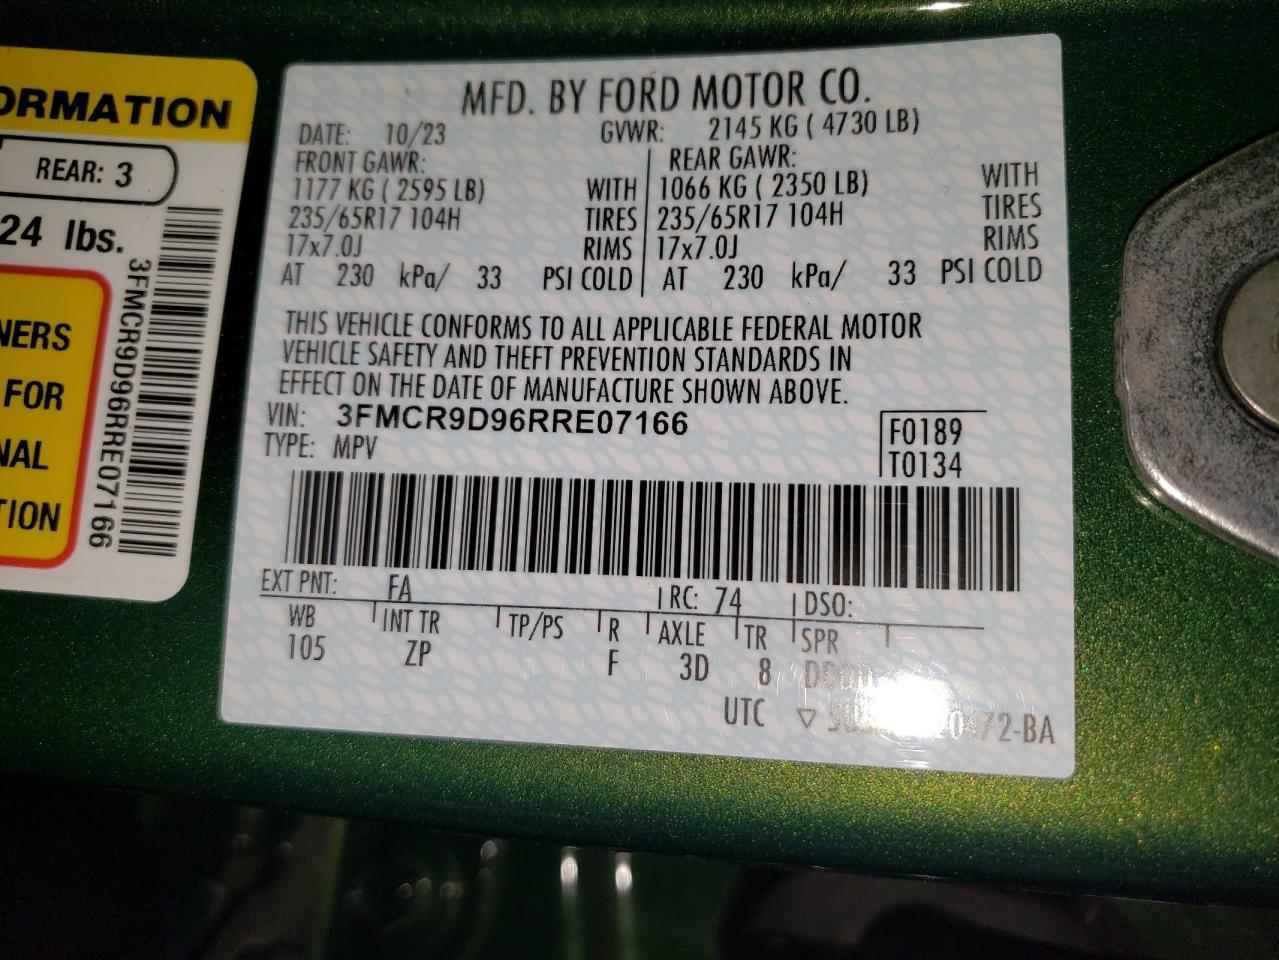 ORMATION
REAR: 3
24 lbs.
NERS
FOR
NAL
TION
3FMCR9D96RRE07166
MFD. BY FORD MOTOR CO.
DATE: 10/23 GVWR: 2145 KG ( 4730 LB)
FRONT GAWR: REAR GAWR:
1177 KG ( 2595 LB) WITH 1066 KG ( 2350 LB) WITH
235/65R17 104H TIRES 235/65R17 104H TIRES
17x7.0J RIMS 17x7.0J RIMS
AT 230 kPa/ 33 PSI COLD AT 230 kPa/ 33 PSI COLD
THIS VEHICLE CONFORMS TO ALL APPLICABLE FEDERAL MOTOR
VEHICLE SAFETY AND THEFT PREVENTION STANDARDS IN
EFFECT ON THE DATE OF MANUFACTURE SHOWN ABOVE.
VIN: 3FMCR9D96RRE07166
TYPE: MPV
F0189
T0134
EXT PNT: FA RC: 74 DSO:
WB INT TR TP/PS R AXLE TR SPR
105 ZP F 3D 8
UTC